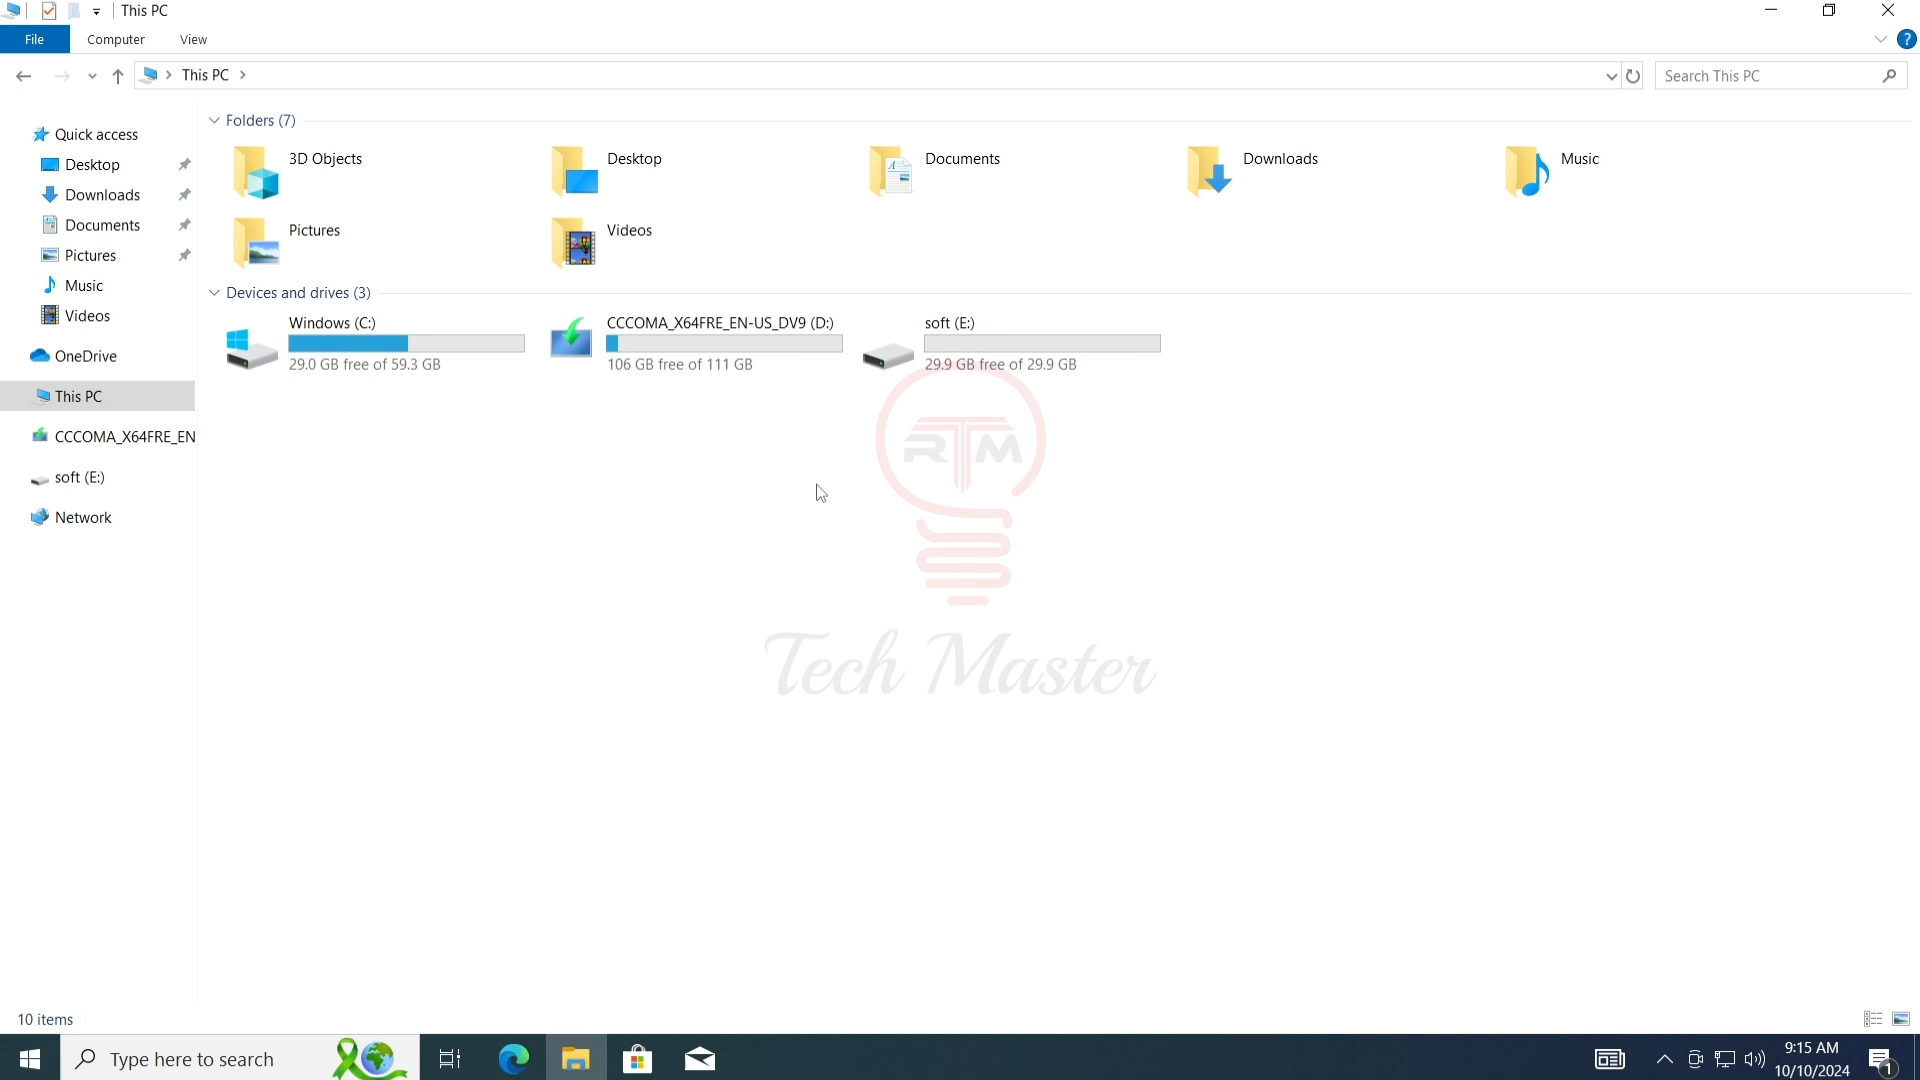 This PC
File
Computer
View
?
This PC
Search This PC
Quick access
Desktop
Downloads
Documents
Pictures
Music
Videos
OneDrive
This PC
CCCOMA_X64FRE_EN
soft (E:)
Network
Folders (7)
3D Objects
Desktop
Documents
Downloads
Music
Pictures
Videos
Devices and drives (3)
Windows (C:)
29.0 GB free of 59.3 GB
CCCOMA_X64FRE_EN-US_DV9 (D:)
106 GB free of 111 GB
soft (E:)
29.9 GB free of 29.9 GB
RTM
Tech Master
10 items
Type here to search
9:15 AM
10/10/2024
1